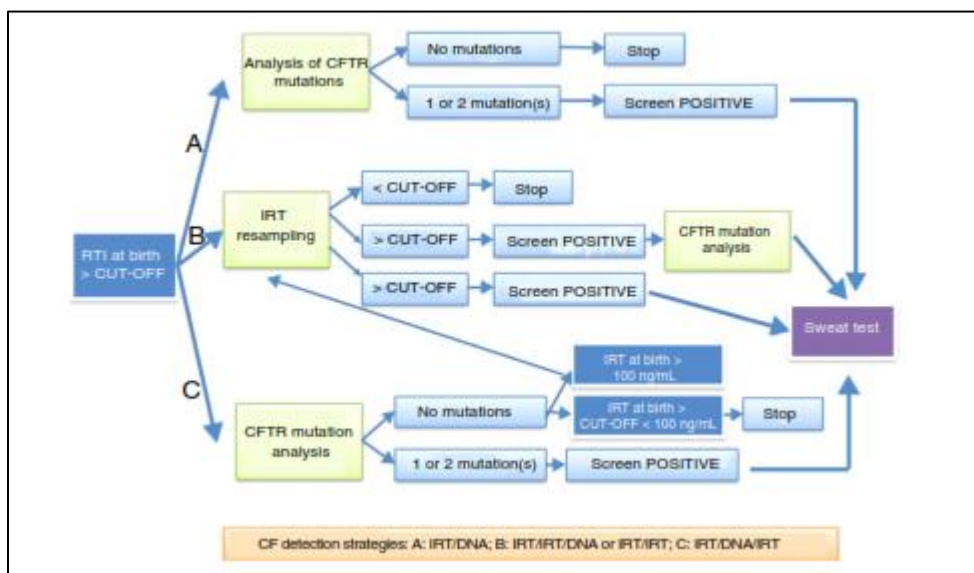 Analysis of CFTR
mutations
No mutations
Stop
1 or 2 mutation(s)
Screen POSITIVE
A
B
C
RTI at birth
> CUT-OFF
IRT
resampling
< CUT-OFF
Stop
> CUT-OFF
Screen POSITIVE
CFTR mutation
analysis
> CUT-OFF
Screen POSITIVE
Sweat test
CFTR mutation
analysis
No mutations
IRT at birth >
100 ng/mL
IRT at birth >
CUT-OFF < 100 ng/mL
Stop
1 or 2 mutation(s)
Screen POSITIVE
CF detection strategies: A: IRT/DNA; B: IRT/IRT/DNA or IRT/IRT; C: IRT/DNA/IRT